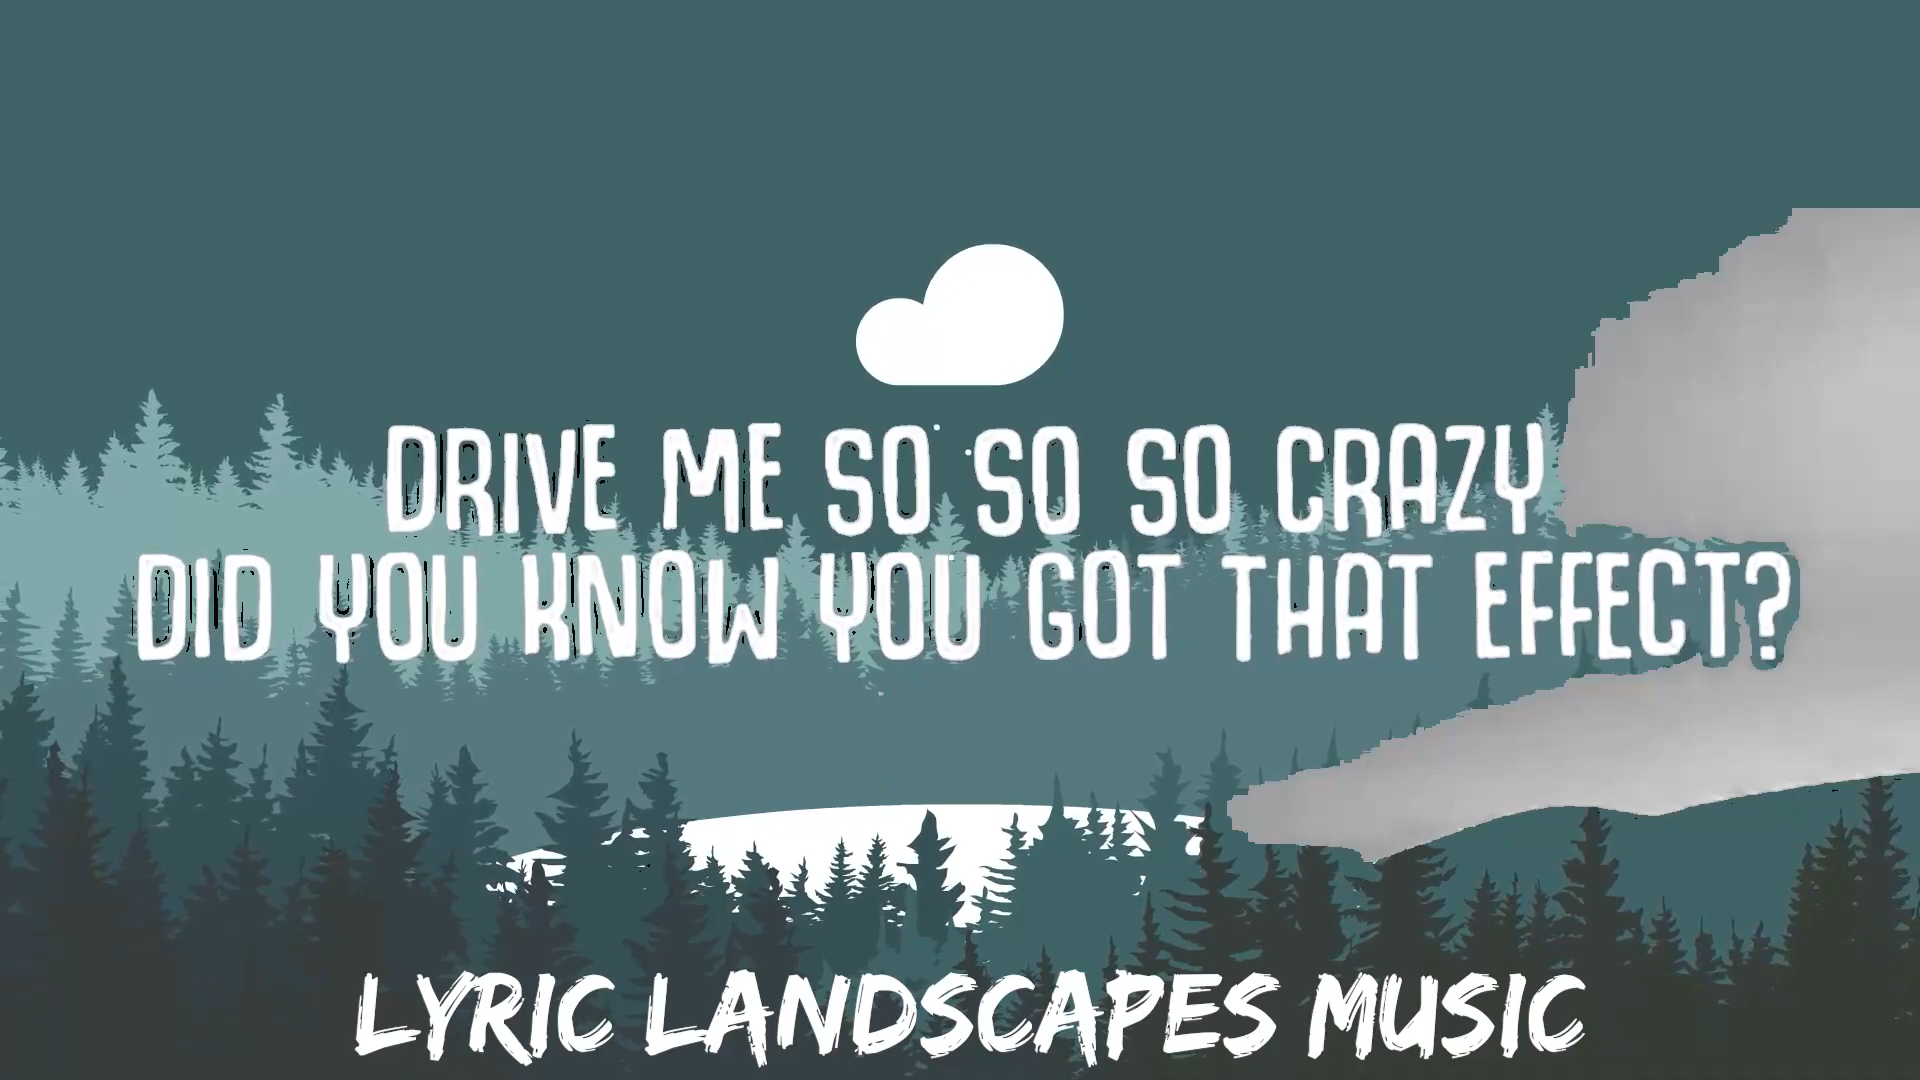 DRIVE ME SO SO SO CRAZY
DID YOU KNOW YOU GOT THAT EFFECT?
LYRIC LANDSCAPES MUSIC